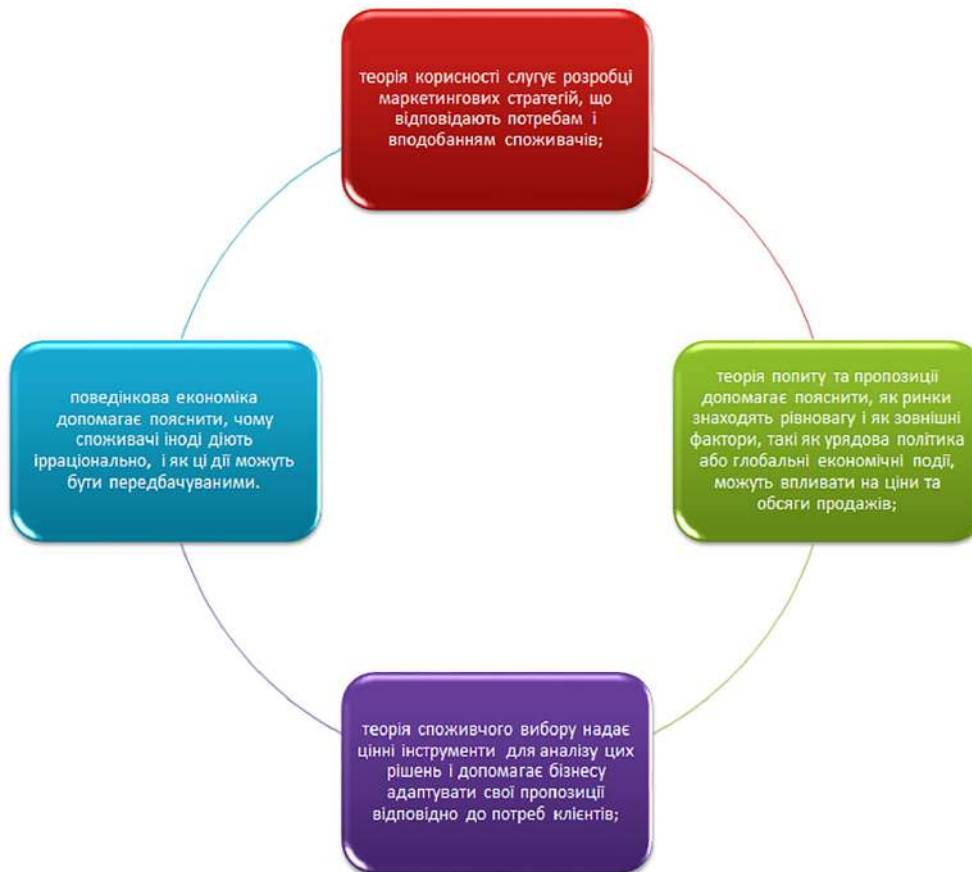 теорія корисності слугує розробці
маркетингових стратегій, що
відповідають потребам і
вподобанням споживачів;
теорія попиту та пропозиції
допомагає пояснити, як ринки
знаходять рівновагу і як зовнішні
фактори, такі як урядова політика
або глобальні економічні події,
можуть впливати на ціни та
обсяги продажів;
теорія споживчого вибору надає
цінні інструменти для аналізу цих
рішень і допомагає бізнесу
адаптувати свої пропозиції
відповідно до потреб клієнтів;
поведінкова економіка
допомагає пояснити, чому
споживачі іноді діють
ірраціонально, і як ці дії можуть
бути передбачуваними.